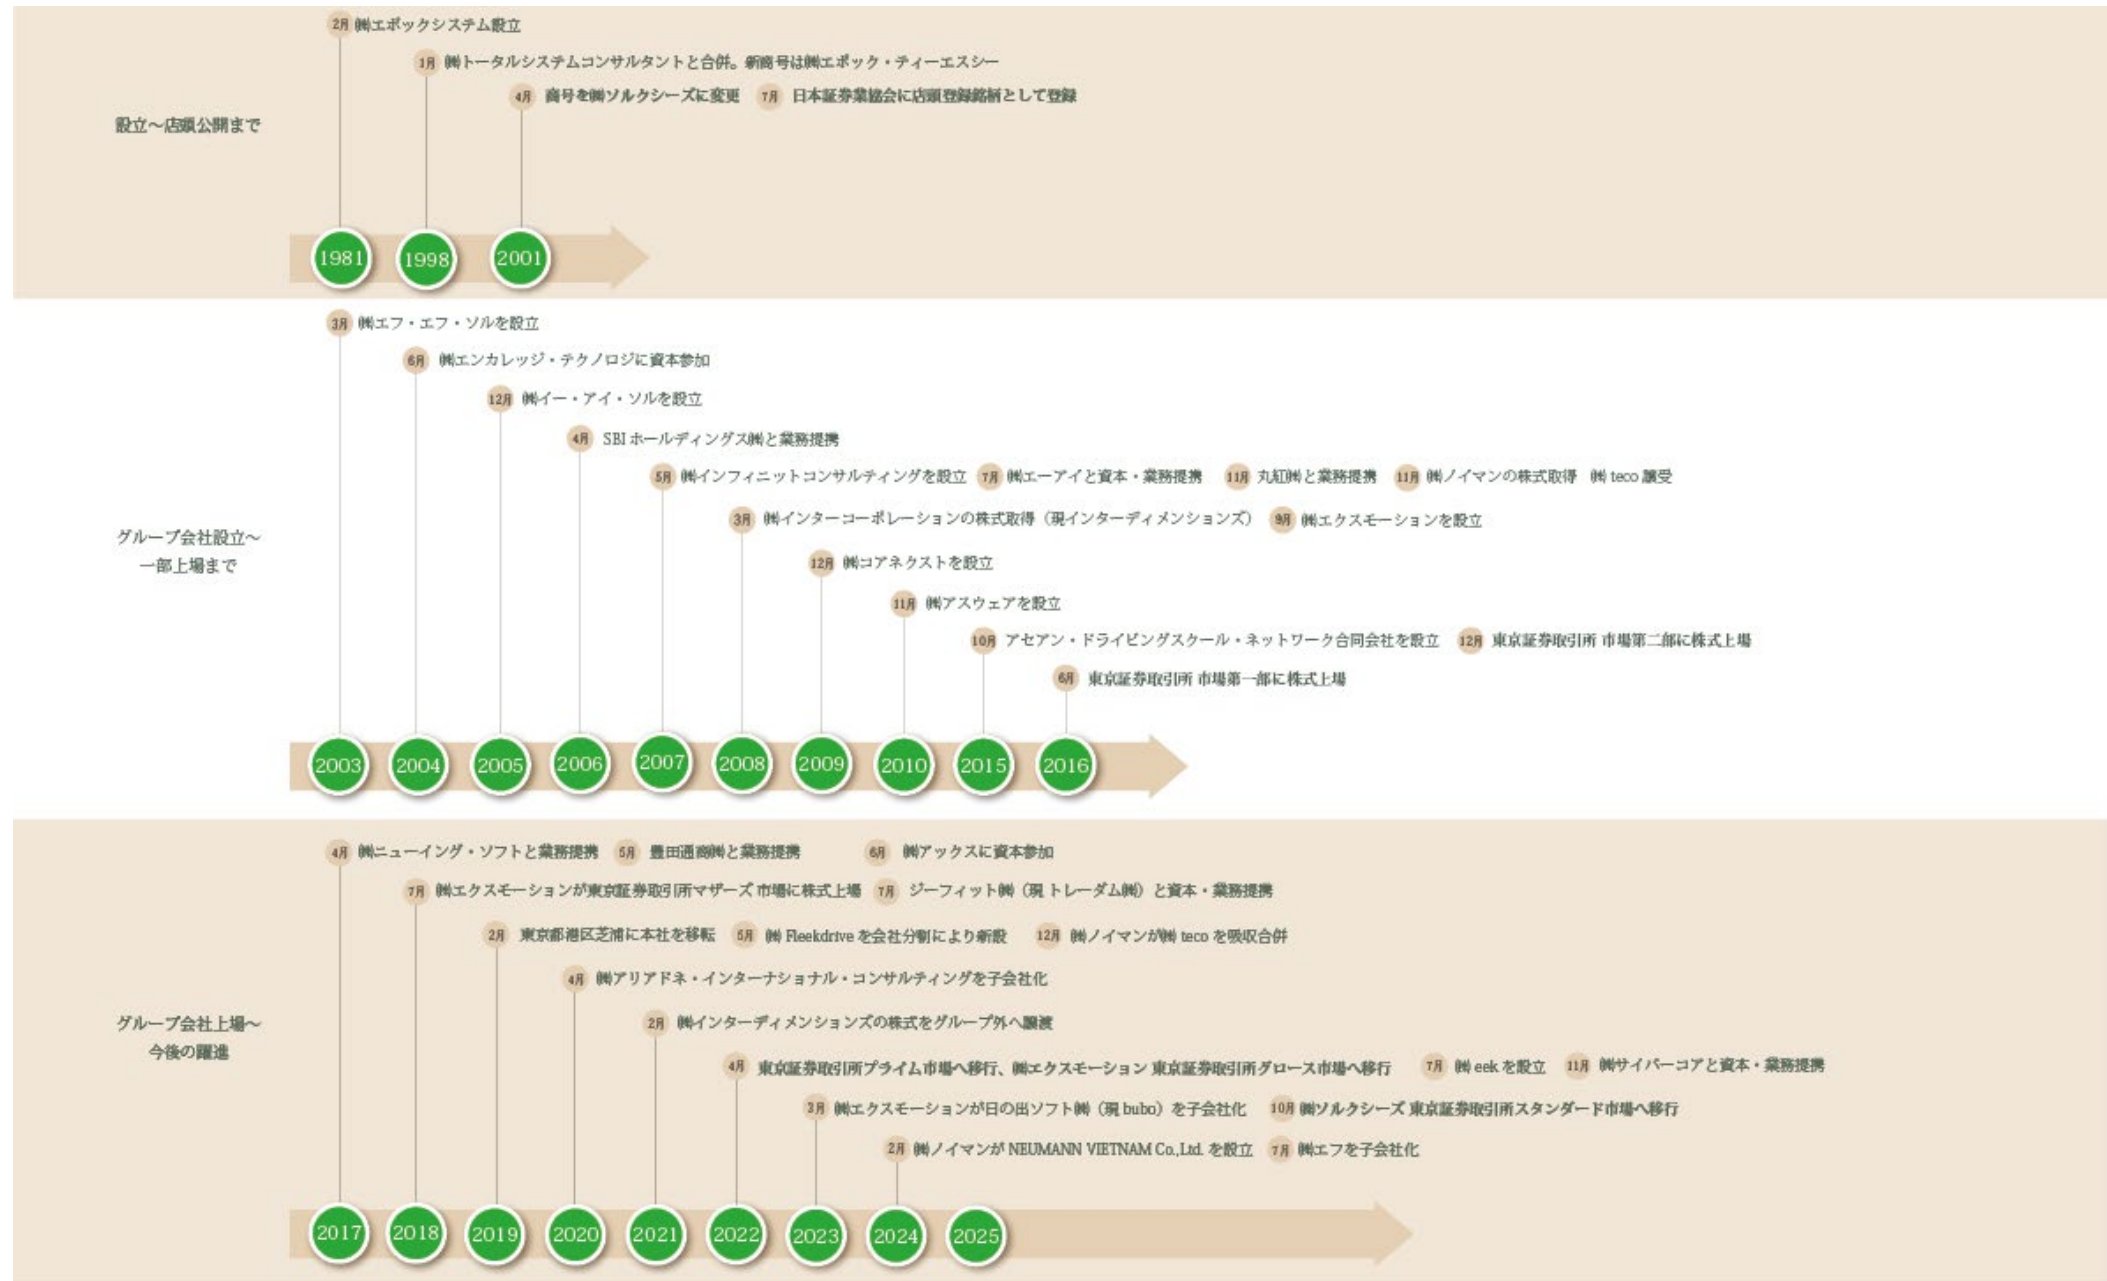 2月 ㈱エポックシステム設立
1月 ㈱トータルシステムコンサルタントと合併。新商号は㈱エポック・ティーエスシー
4月 商号を㈱ソルクシーズに変更 7月 日本証券業協会に店頭登録銘柄として登録
設立～店頭公開まで
1981 1998 2001
3月 ㈱エフ・エフ・ソルを設立
6月 ㈱エンカレッジ・テクノロジに資本参加
12月 ㈱イー・アイ・ソルを設立
4月 SBIホールディングス㈱と業務提携
5月 ㈱インフィニットコンサルティングを設立 7月 ㈱エーアイと資本・業務提携 11月 丸紅㈱と業務提携 11月 ㈱ノイマンの株式取得 ㈱teco譲受
3月 ㈱インターコーポレーションの株式取得（現インターディメンションズ） 9月 ㈱エクスモーションを設立
グループ会社設立～
一部上場まで
12月 ㈱コアネクストを設立
11月 ㈱アスウェアを設立
10月 アセアン・ドライビングスクール・ネットワーク合同会社を設立 12月 東京証券取引所 市場第二部に株式上場
6月 東京証券取引所 市場第一部に株式上場
2003 2004 2005 2006 2007 2008 2009 2010 2015 2016
4月 ㈱ニューイング・ソフトと業務提携 5月 豊田通商㈱と業務提携 6月 ㈱アックスに資本参加
7月 ㈱エクスモーションが東京証券取引所マザーズ 市場に株式上場 7月 ジーフィット㈱（現 トレーダム㈱）と資本・業務提携
2月 東京都港区芝浦に本社を移転 5月 ㈱Fleekdriveを会社分割により新設 12月 ㈱ノイマンが㈱tecoを吸収合併
4月 ㈱アリアドネ・インターナショナル・コンサルティングを子会社化
グループ会社上場～
今後の躍進
2月 ㈱インターディメンションズの株式をグループ外へ譲渡
4月 東京証券取引所プライム市場へ移行、㈱エクスモーション 東京証券取引所グロース市場へ移行 7月 ㈱eekを設立 11月 ㈱サイバーコアと資本・業務提携
3月 ㈱エクスモーションが日の出ソフト㈱（現 bubo）を子会社化 10月 ㈱ソルクシーズ 東京証券取引所スタンダード市場へ移行
2月 ㈱ノイマンがNEUMANN VIETNAM Co.,Ltd.を設立 7月 ㈱エフを子会社化
2017 2018 2019 2020 2021 2022 2023 2024 2025